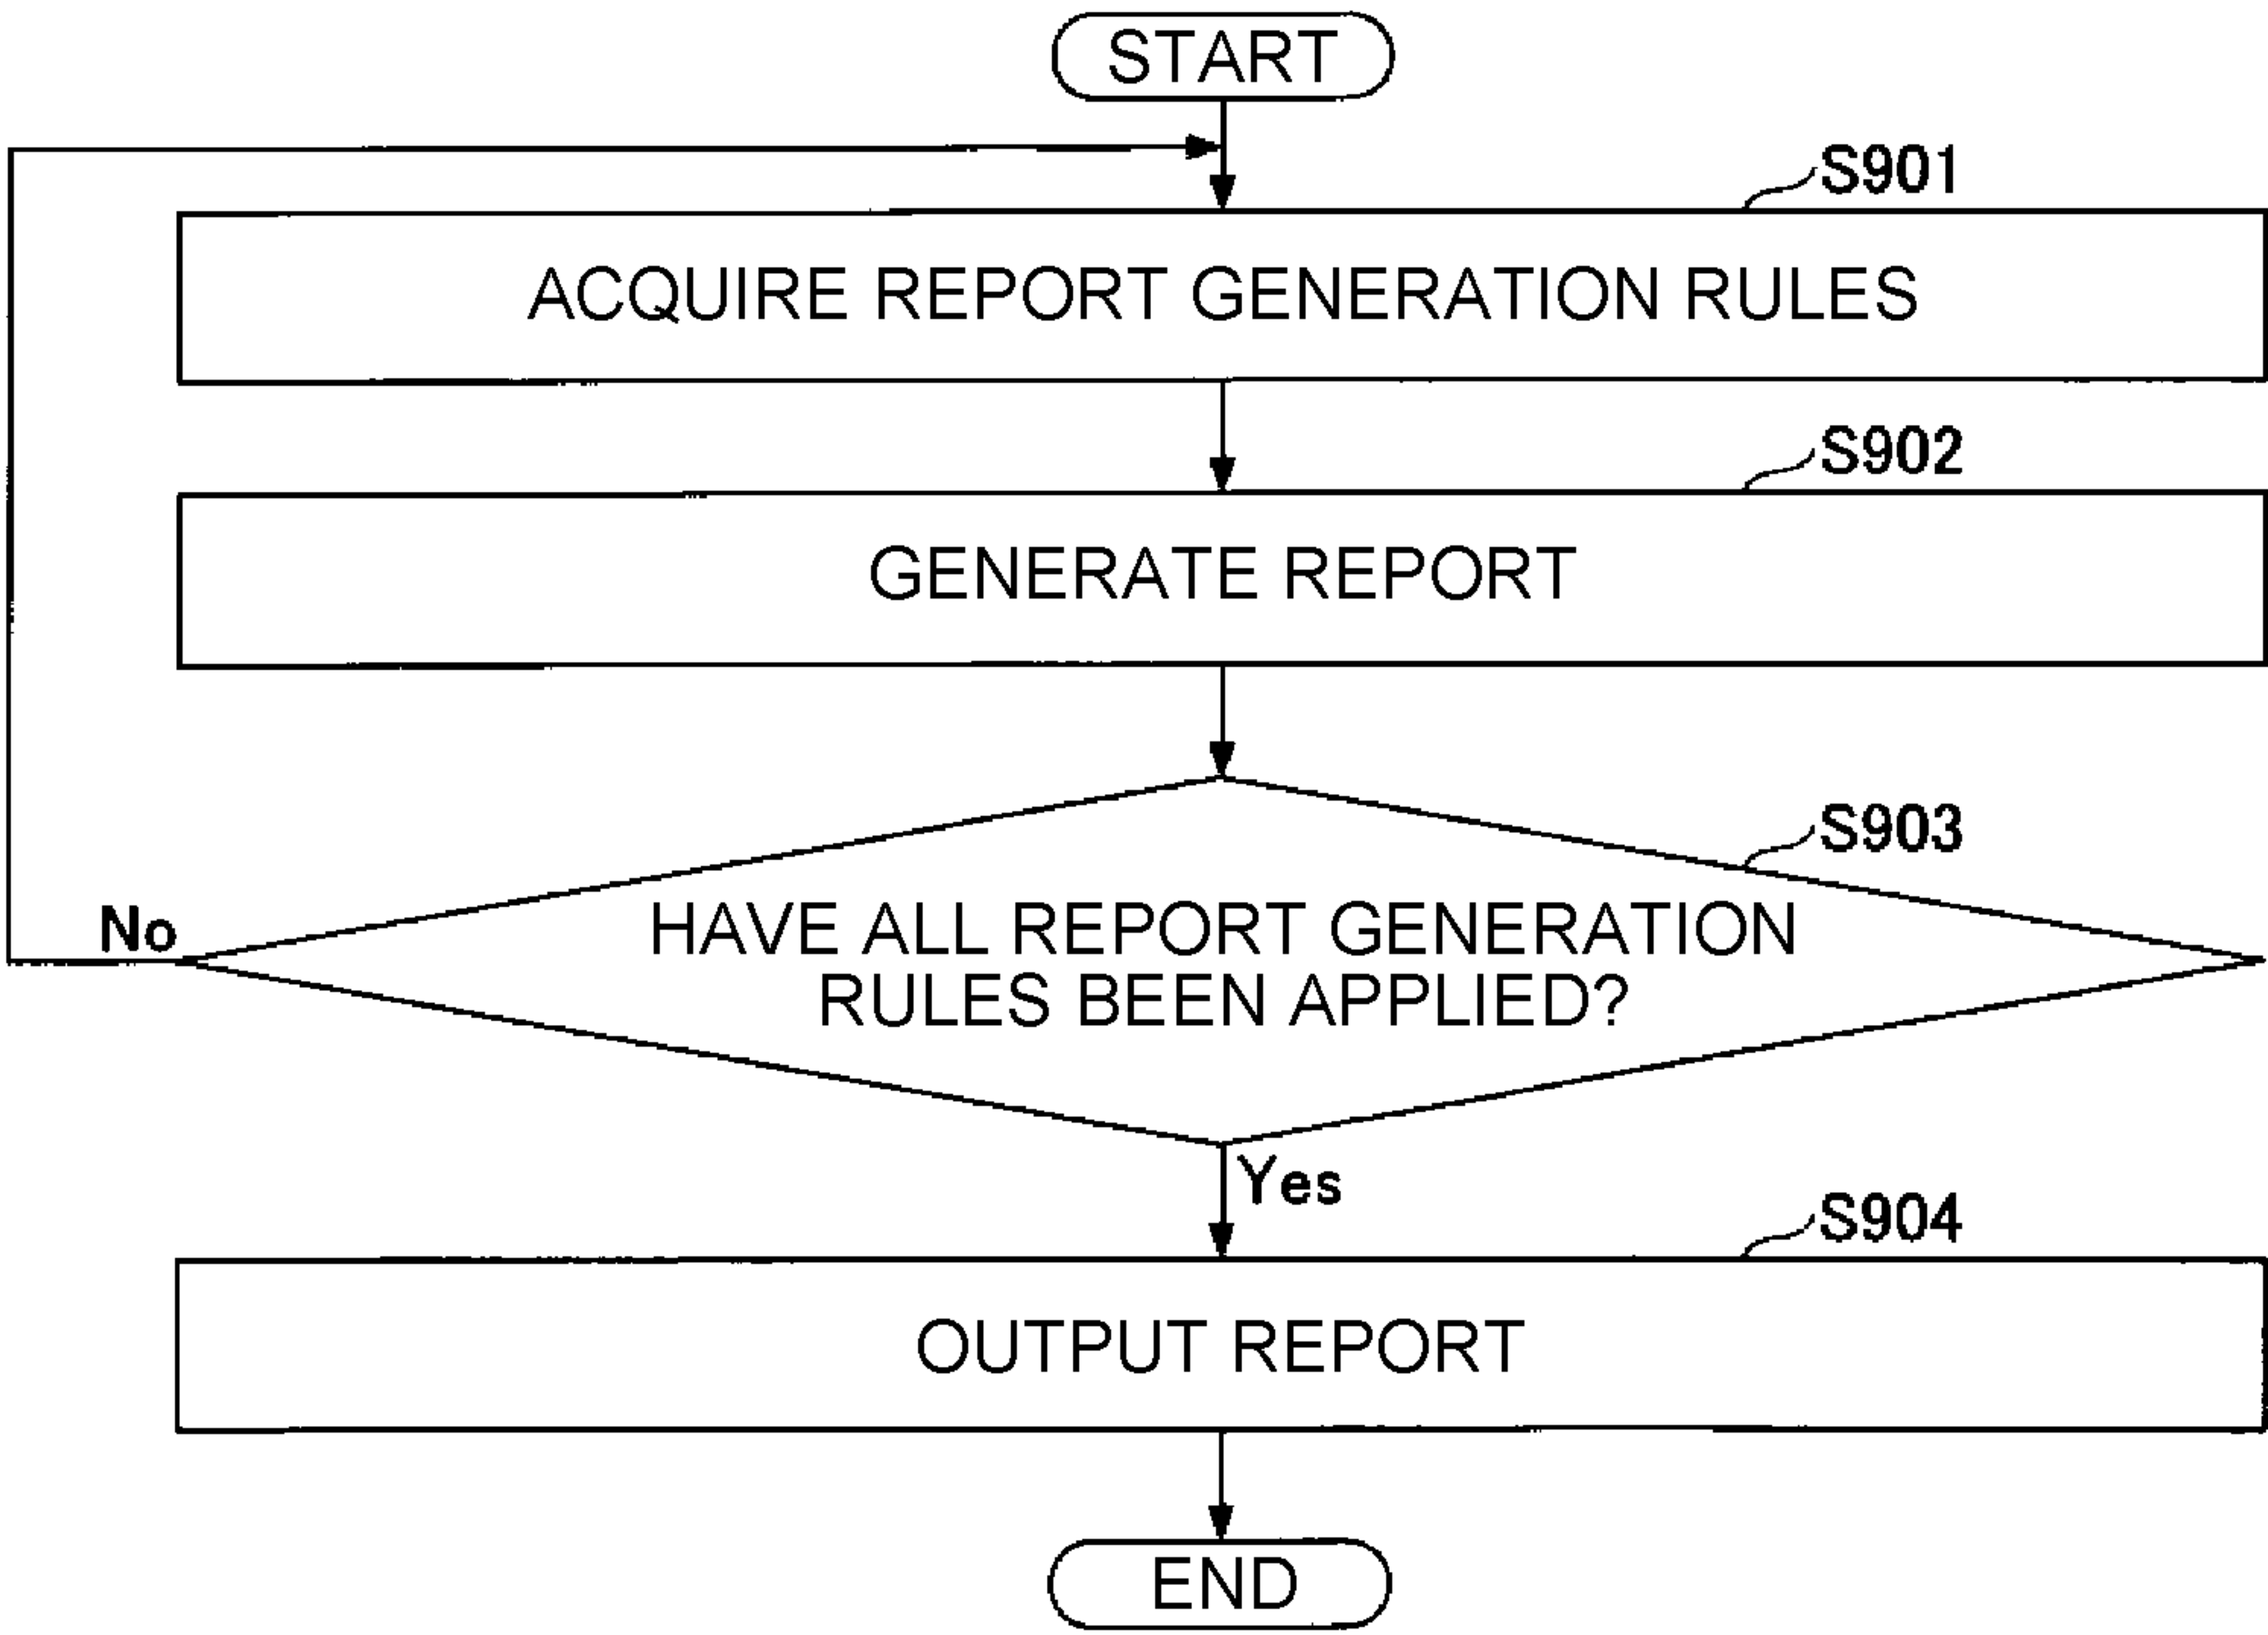 START
S901
ACQUIRE REPORT GENERATION RULES
S902
GENERATE REPORT
S903
No
HAVE ALL REPORT GENERATION
RULES BEEN APPLIED?
Yes
S904
OUTPUT REPORT
END